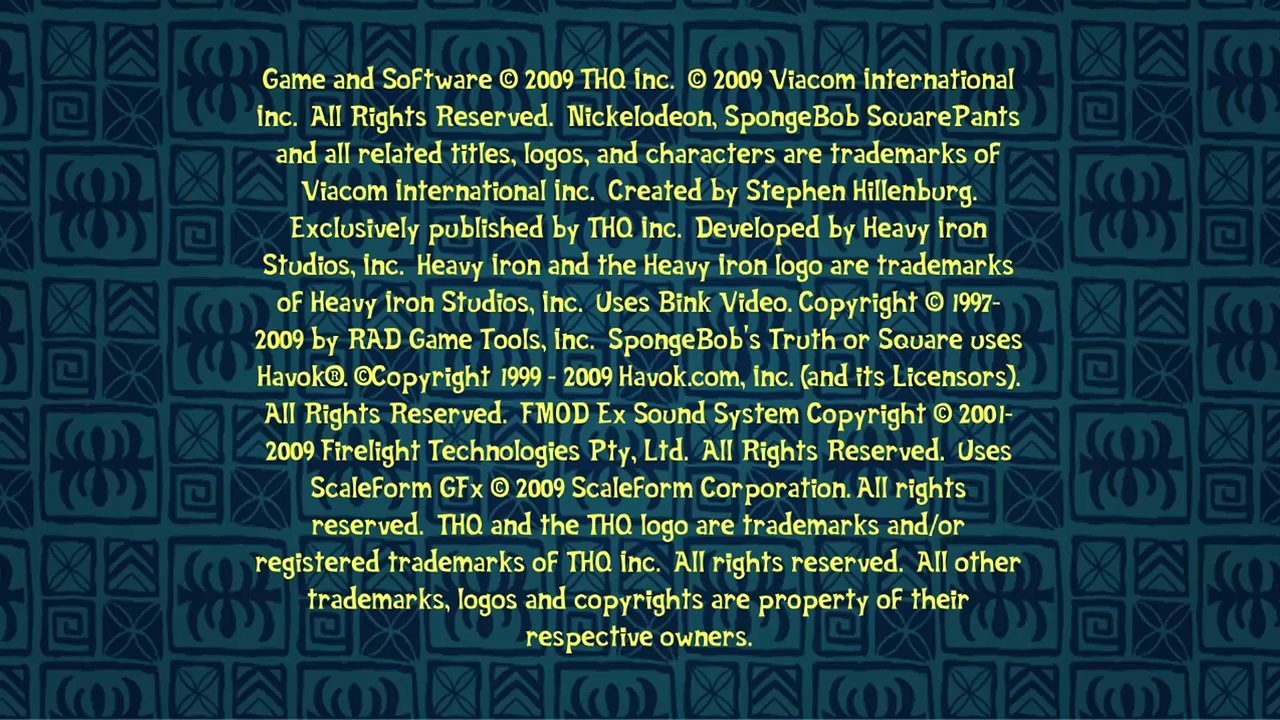 Game and Software © 2009 THQ Inc. © 2009 Viacom International
Inc. All Rights Reserved. Nickelodeon, SpongeBob SquarePants
and all related titles, logos, and characters are trademarks of
Viacom International Inc. Created by Stephen Hillenburg.
Exclusively published by THQ Inc. Developed by Heavy Iron
Studios, Inc. Heavy Iron and the Heavy Iron logo are trademarks
of Heavy Iron Studios, Inc. Uses Bink Video. Copyright © 1997-
2009 by RAD Game Tools, Inc. SpongeBob's Truth or Square uses
Havok®. ©Copyright 1999 - 2009 Havok.com, Inc. (and its Licensors).
All Rights Reserved. FMOD Ex Sound System Copyright © 2001-
2009 Firelight Technologies Pty, Ltd. All Rights Reserved. Uses
Scaleform GFx © 2009 Scaleform Corporation. All rights
reserved. THQ and the THQ logo are trademarks and/or
registered trademarks of THQ Inc. All rights reserved. All other
trademarks, logos and copyrights are property of their
respective owners.